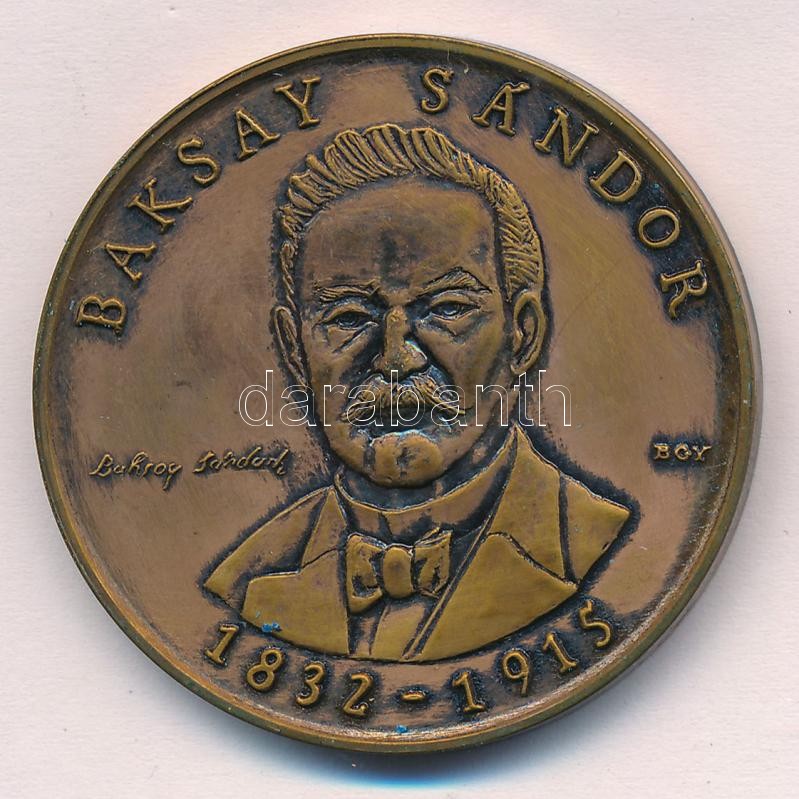 BAKSAY SÁNDOR
darabanth
Baksay Sándor
BGY
1832-1915